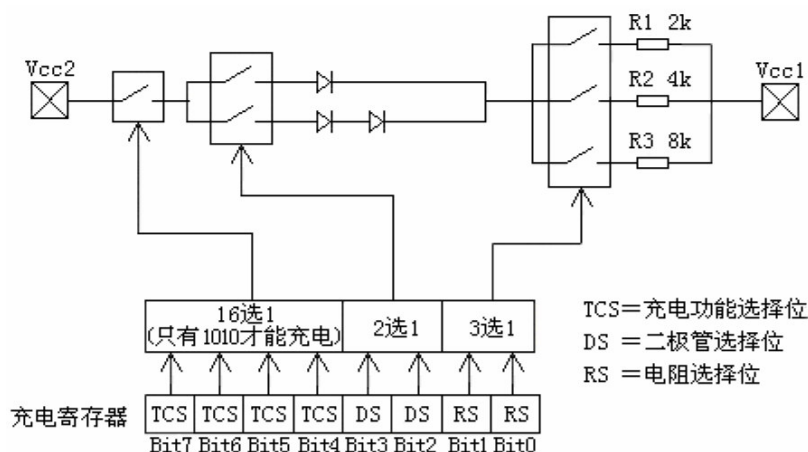 R1 2k
Vcc2
Vcc1
R2 4k
R3 8k
16选1
(只有1010才能充电)
2选1
3选1
TCS=充电功能选择位
DS =二极管选择位
RS =电阻选择位
充电寄存器
TCS TCS TCS TCS DS DS RS RS
Bit7 Bit6 Bit5 Bit4 Bit3 Bit2 Bit1 Bit0